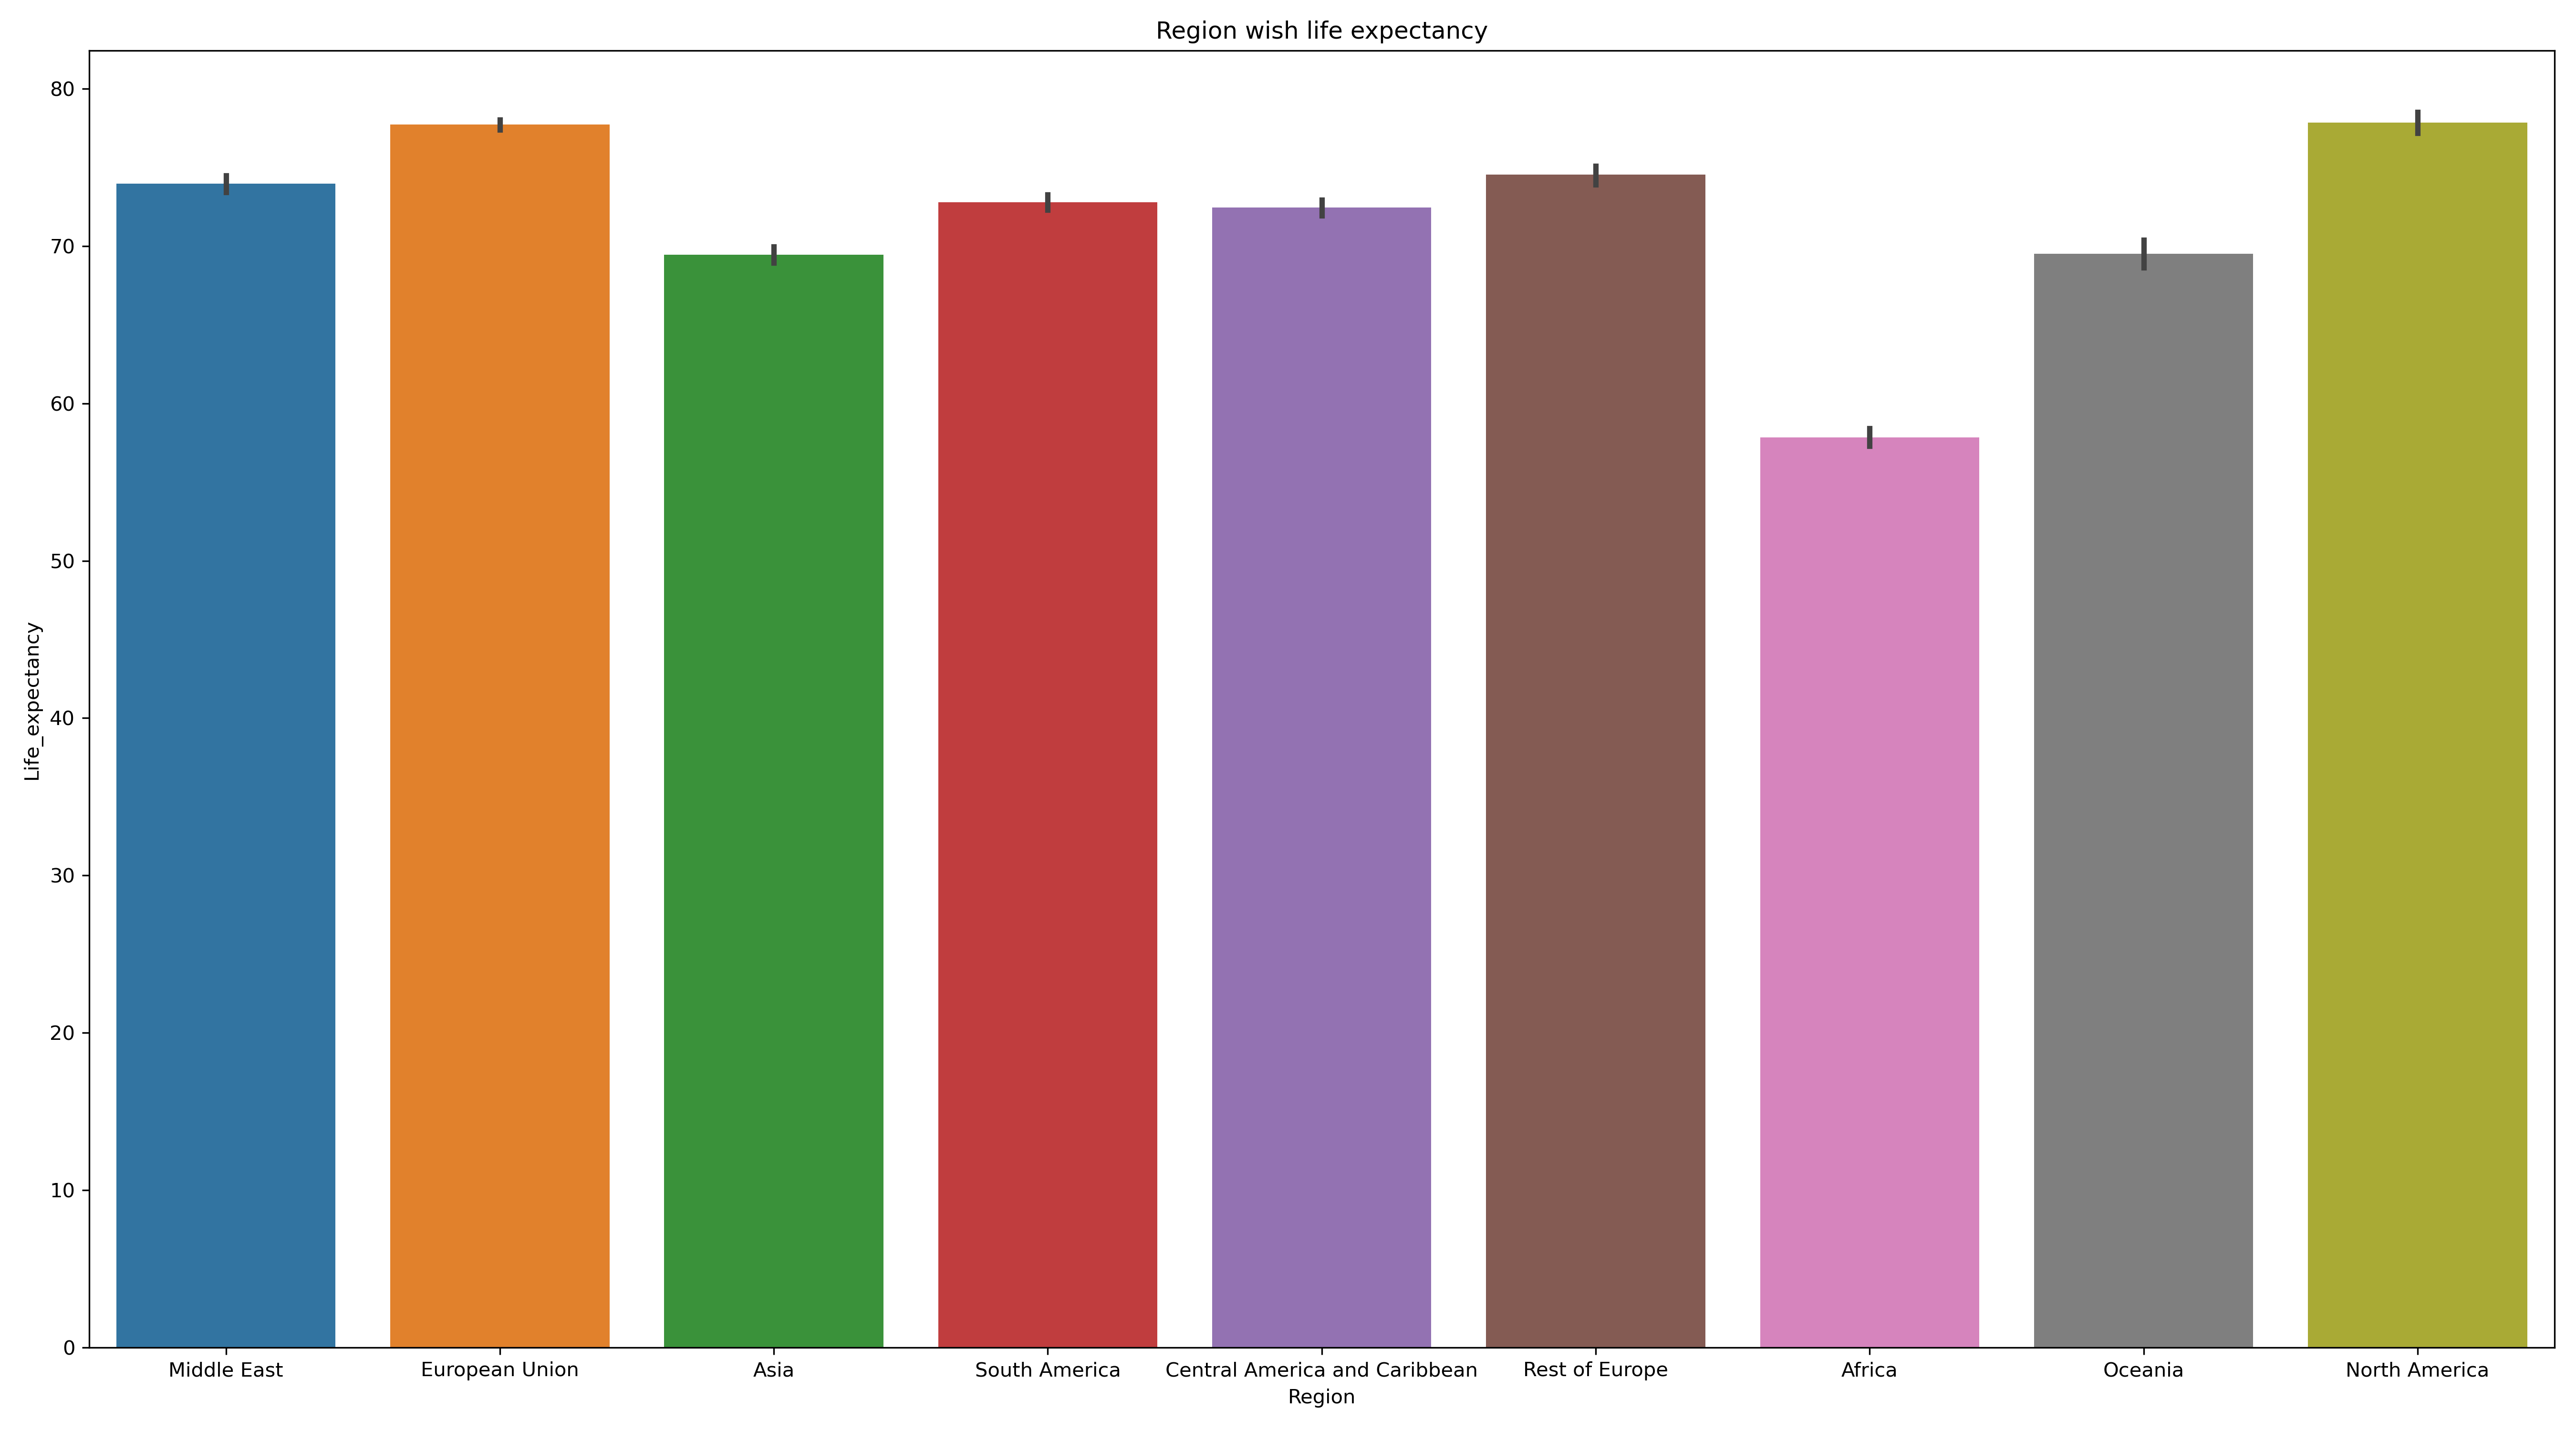 Region wish life expectancy
80
70
60
50
40
30
20
10
0
Life_expectancy
Middle East
European Union
Asia
South America
Central America and Caribbean
Rest of Europe
Africa
Oceania
North America
Region